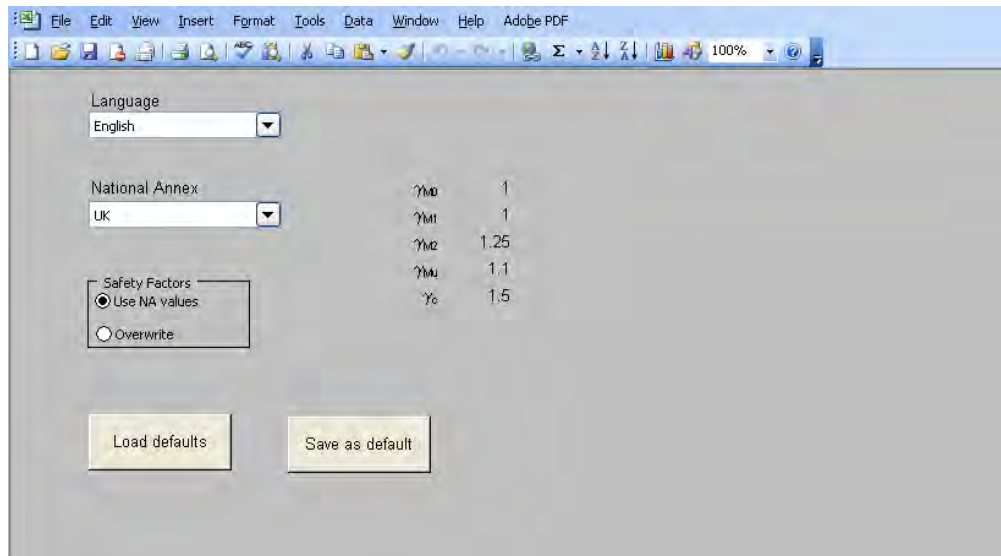 File Edit View Insert Format Tools Data Window Help Adobe PDF
Σ 100%
Language
English
National Annex
UK
γM0 1
γM1 1
γM2 1.25
γMu 1.1
γc 1.5
Safety Factors
Use NA values
Overwrite
Load defaults
Save as default